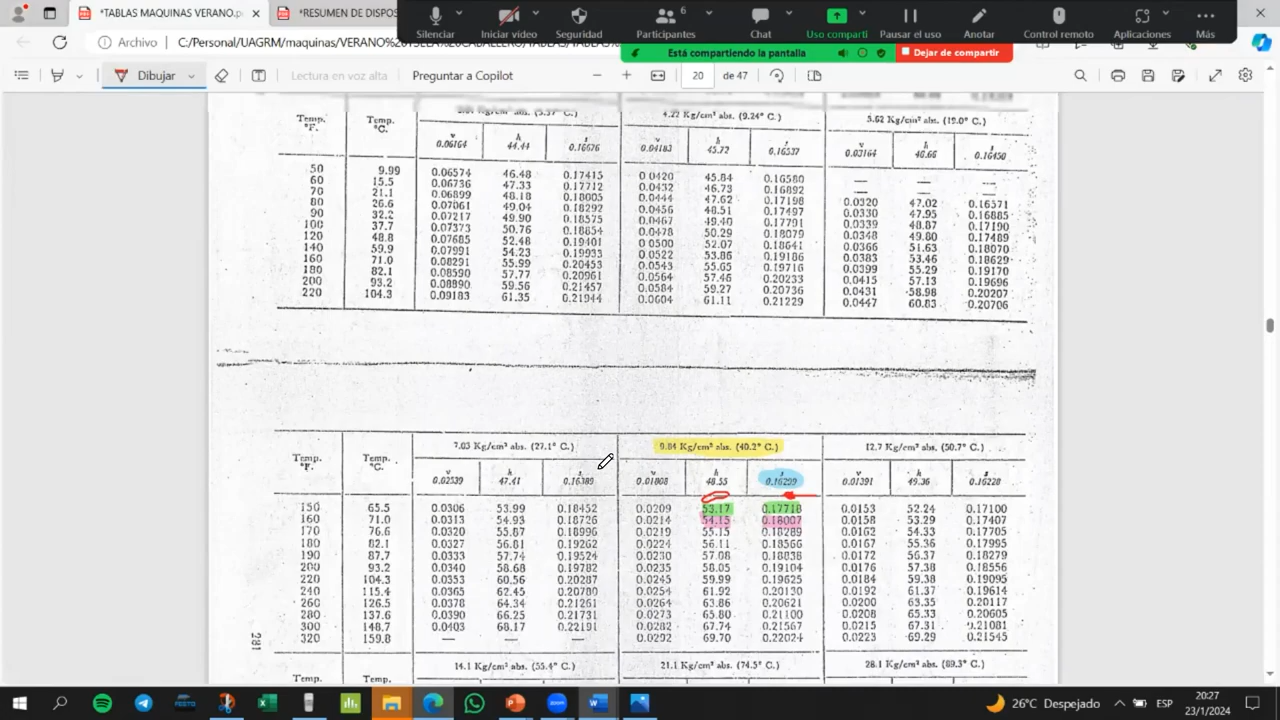 *TABLAS MAQUINAS VERANO.p
*RESUMEN DE DISPOS
Silenciar
Iniciar vídeo
Seguridad
Participantes
6
Chat
Uso comparti
Pausar el uso
Anotar
Control remoto
Aplicaciones
Más
Archivo
Está compartiendo la pantalla
Dejar de compartir
Dibujar
Lectura en voz alta
Preguntar a Copilot
20 de 47
Temp. °F. Temp. °C. 4.22 Kg/cm² abs. (9.24° C.) 5.62 Kg/cm² abs. (19.0° C.)
v 0.06164 h 44.44 s 0.16676 v 0.04183 h 45.72 s 0.16537 v 0.03164 h 46.66 s 0.16450
50 9.99 0.06574 46.48 0.17415 0.0420 45.84 0.16580 — — —
60 15.5 0.06736 47.33 0.17712 0.0432 46.73 0.16892 — — —
70 21.1 0.06899 48.18 0.18005 0.0444 47.62 0.17198 0.0320 47.02 0.16571
80 26.6 0.07061 49.04 0.18292 0.0456 48.51 0.17497 0.0330 47.95 0.16885
90 32.2 0.07217 49.90 0.18575 0.0467 49.40 0.17791 0.0339 48.87 0.17190
100 37.7 0.07373 50.76 0.18854 0.0478 50.29 0.18079 0.0348 49.80 0.17489
120 48.8 0.07685 52.48 0.19401 0.0500 52.07 0.18641 0.0366 51.63 0.18070
140 59.9 0.07991 54.23 0.19933 0.0522 53.86 0.19186 0.0383 53.46 0.18629
160 71.0 0.08291 55.99 0.20453 0.0543 55.65 0.19716 0.0399 55.29 0.19170
180 82.1 0.08590 57.77 0.20961 0.0564 57.46 0.20233 0.0415 57.13 0.19696
200 93.2 0.08890 59.56 0.21457 0.0584 59.27 0.20736 0.0431 58.98 0.20207
220 104.3 0.09183 61.35 0.21944 0.0604 61.11 0.21229 0.0447 60.83 0.20706
Temp. °F. Temp. °C. 7.03 Kg/cm² abs. (27.1° C.) 9.84 Kg/cm² abs. (40.2° C.) 12.7 Kg/cm² abs. (50.7° C.)
v 0.02539 h 47.41 s 0.16389 v 0.01808 h 48.55 s 0.16299 v 0.01391 h 49.36 s 0.16228
150 65.5 0.0306 53.99 0.18452 0.0209 53.17 0.17718 0.0153 52.24 0.17100
160 71.0 0.0313 54.93 0.18726 0.0214 54.15 0.18007 0.0158 53.29 0.17407
170 76.6 0.0320 55.87 0.18996 0.0219 55.15 0.18289 0.0162 54.33 0.17705
180 82.1 0.0327 56.81 0.19262 0.0224 56.11 0.18566 0.0167 55.36 0.17995
190 87.7 0.0333 57.74 0.19524 0.0230 57.08 0.18838 0.0172 56.37 0.18279
200 93.2 0.0340 58.68 0.19782 0.0235 58.05 0.19104 0.0176 57.38 0.18556
220 104.3 0.0353 60.56 0.20287 0.0245 59.99 0.19625 0.0184 59.38 0.19095
240 115.4 0.0365 62.45 0.20780 0.0254 61.92 0.20130 0.0192 61.37 0.19614
260 126.5 0.0378 64.34 0.21261 0.0264 63.86 0.20621 0.0200 63.35 0.20117
280 137.6 0.0390 66.25 0.21731 0.0273 65.80 0.21100 0.0208 65.33 0.20605
300 148.7 0.0403 68.17 0.22191 0.0282 67.74 0.21567 0.0215 67.31 0.21081
320 159.8 — — — 0.0292 69.70 0.22024 0.0223 69.29 0.21545
281
Temp. Temp. 14.1 Kg/cm² abs. (55.4° C.) 21.1 Kg/cm² abs. (74.5° C.) 28.1 Kg/cm² abs. (89.3° C.)
26°C Despejado
ESP
20:27
23/1/2024